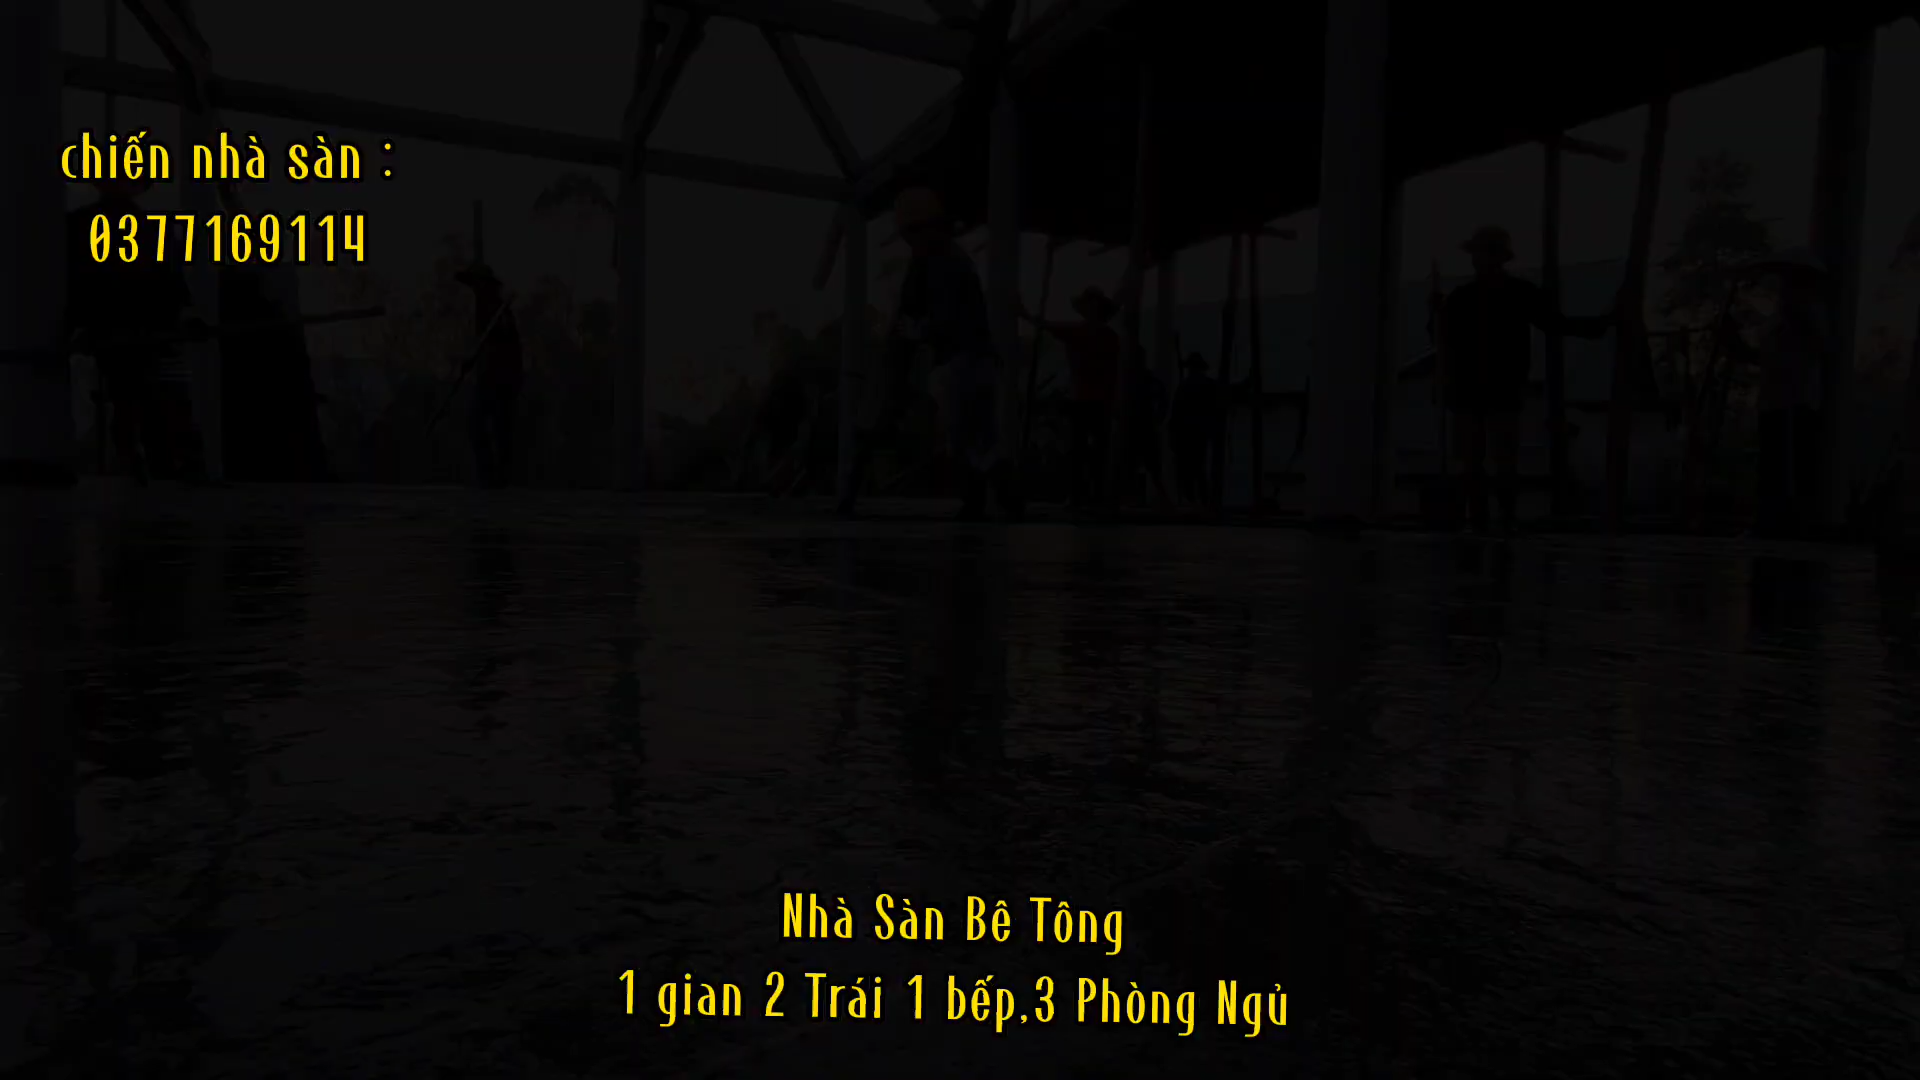 chiến nhà sàn :
0377169114
Nhà Sàn Bê Tông
1 gian 2 Trái 1 bếp,3 Phòng Ngủ